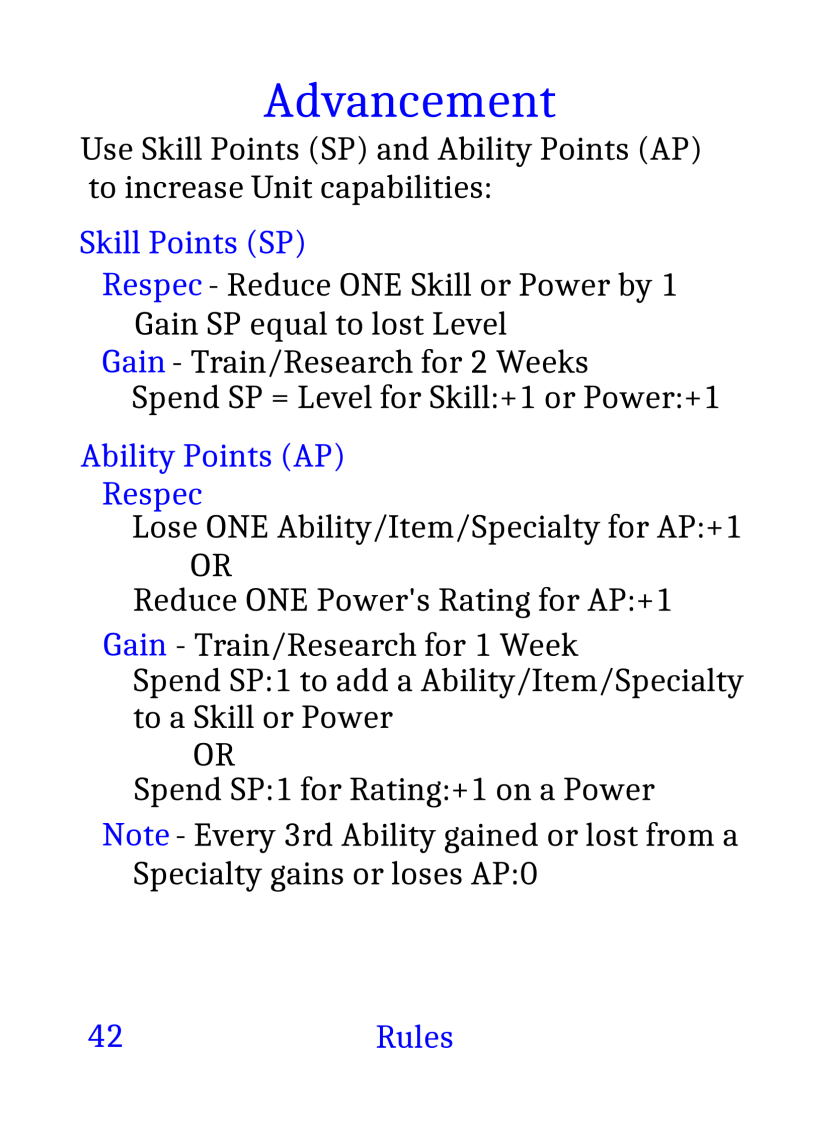 Advancement
Use Skill Points (SP) and Ability Points (AP)
to increase Unit capabilities:
Skill Points (SP)
Respec - Reduce ONE Skill or Power by 1
Gain SP equal to lost Level
Gain - Train/Research for 2 Weeks
Spend SP = Level for Skill:+1 or Power:+1
Ability Points (AP)
Respec
Lose ONE Ability/Item/Specialty for AP:+1
OR
Reduce ONE Power's Rating for AP:+1
Gain - Train/Research for 1 Week
Spend SP:1 to add a Ability/Item/Specialty
to a Skill or Power
OR
Spend SP:1 for Rating:+1 on a Power
Note - Every 3rd Ability gained or lost from a
Specialty gains or loses AP:0
42 Rules